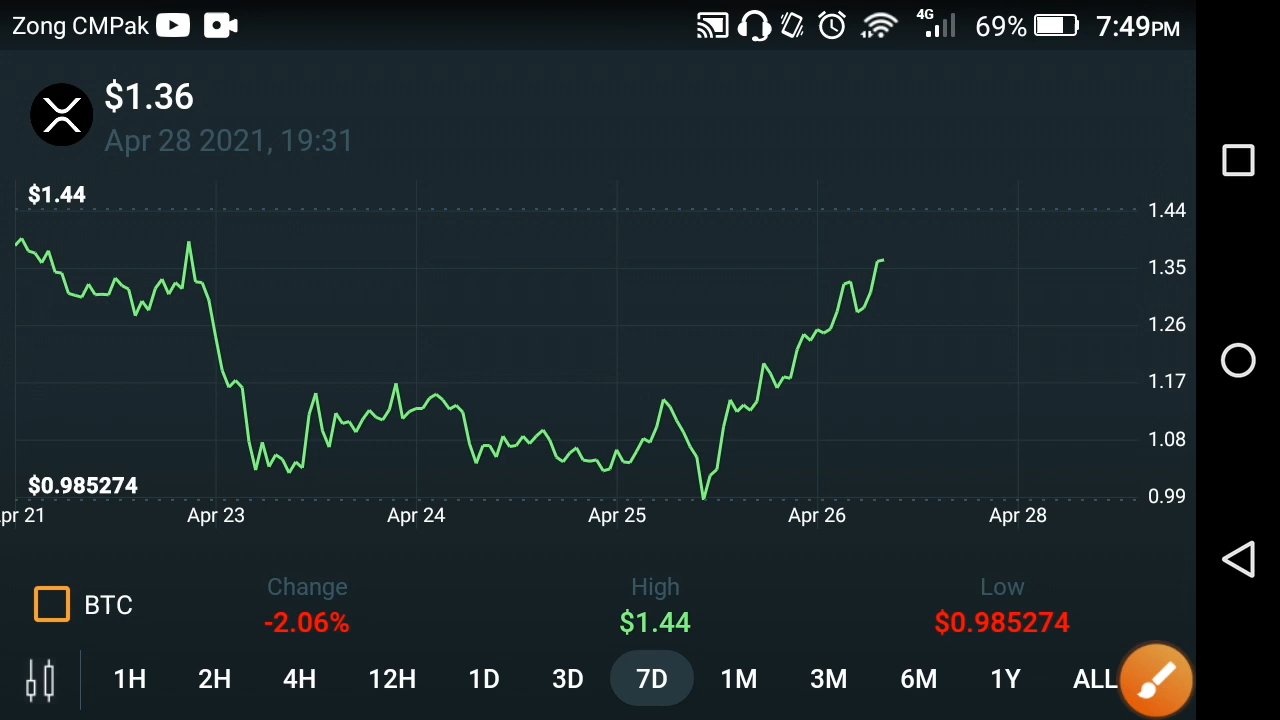 Zong CMPak 4G 69% 7:49PM
$1.36
Apr 28 2021, 19:31
$1.44
1.44
1.35
1.26
1.17
1.08
$0.985274
0.99
pr 21 Apr 23 Apr 24 Apr 25 Apr 26 Apr 28
Change High Low
BTC -2.06% $1.44 $0.985274
1H 2H 4H 12H 1D 3D 7D 1M 3M 6M 1Y ALL